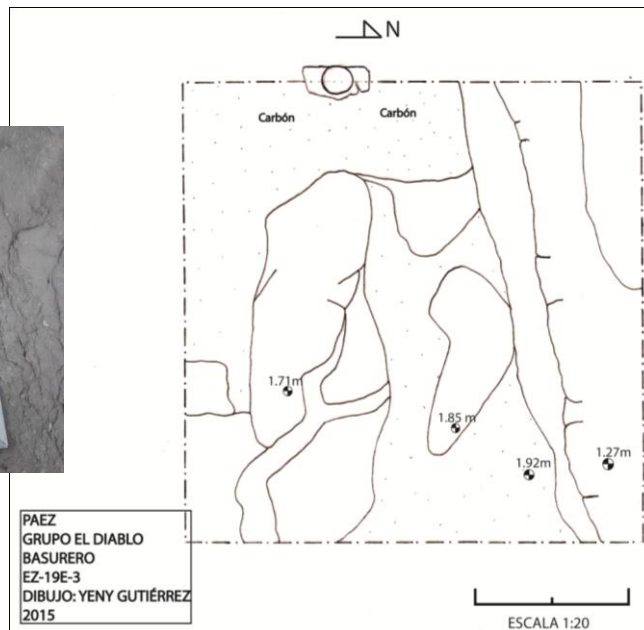 N
Carbón Carbón
1.71m
1.85 m
1.92m
1.27m
PAEZ
GRUPO EL DIABLO
BASURERO
EZ-19E-3
DIBUJO: YENY GUTIÉRREZ
2015
ESCALA 1:20